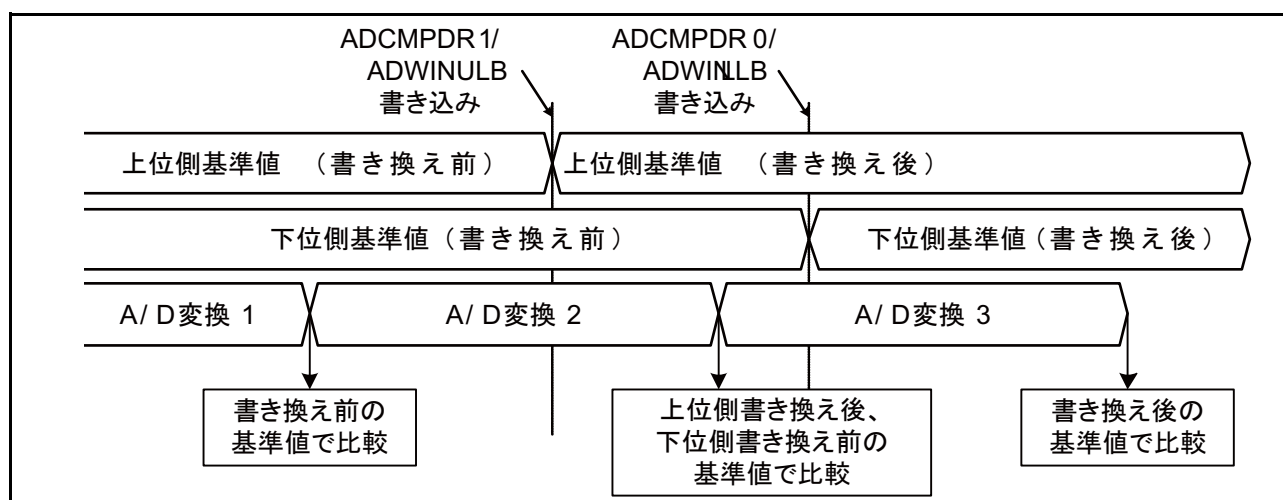 ADCMPDR1/
ADWINULB
書き込み
ADCMPDR0/
ADWINLLB
書き込み
上位側基準値 （書き換え前）
上位側基準値 （書き換え後）
下位側基準値（書き換え前）
下位側基準値（書き換え後）
A/D変換 1
A/D変換 2
A/D変換 3
書き換え前の
基準値で比較
上位側書き換え後、
下位側書き換え前の
基準値で比較
書き換え後の
基準値で比較